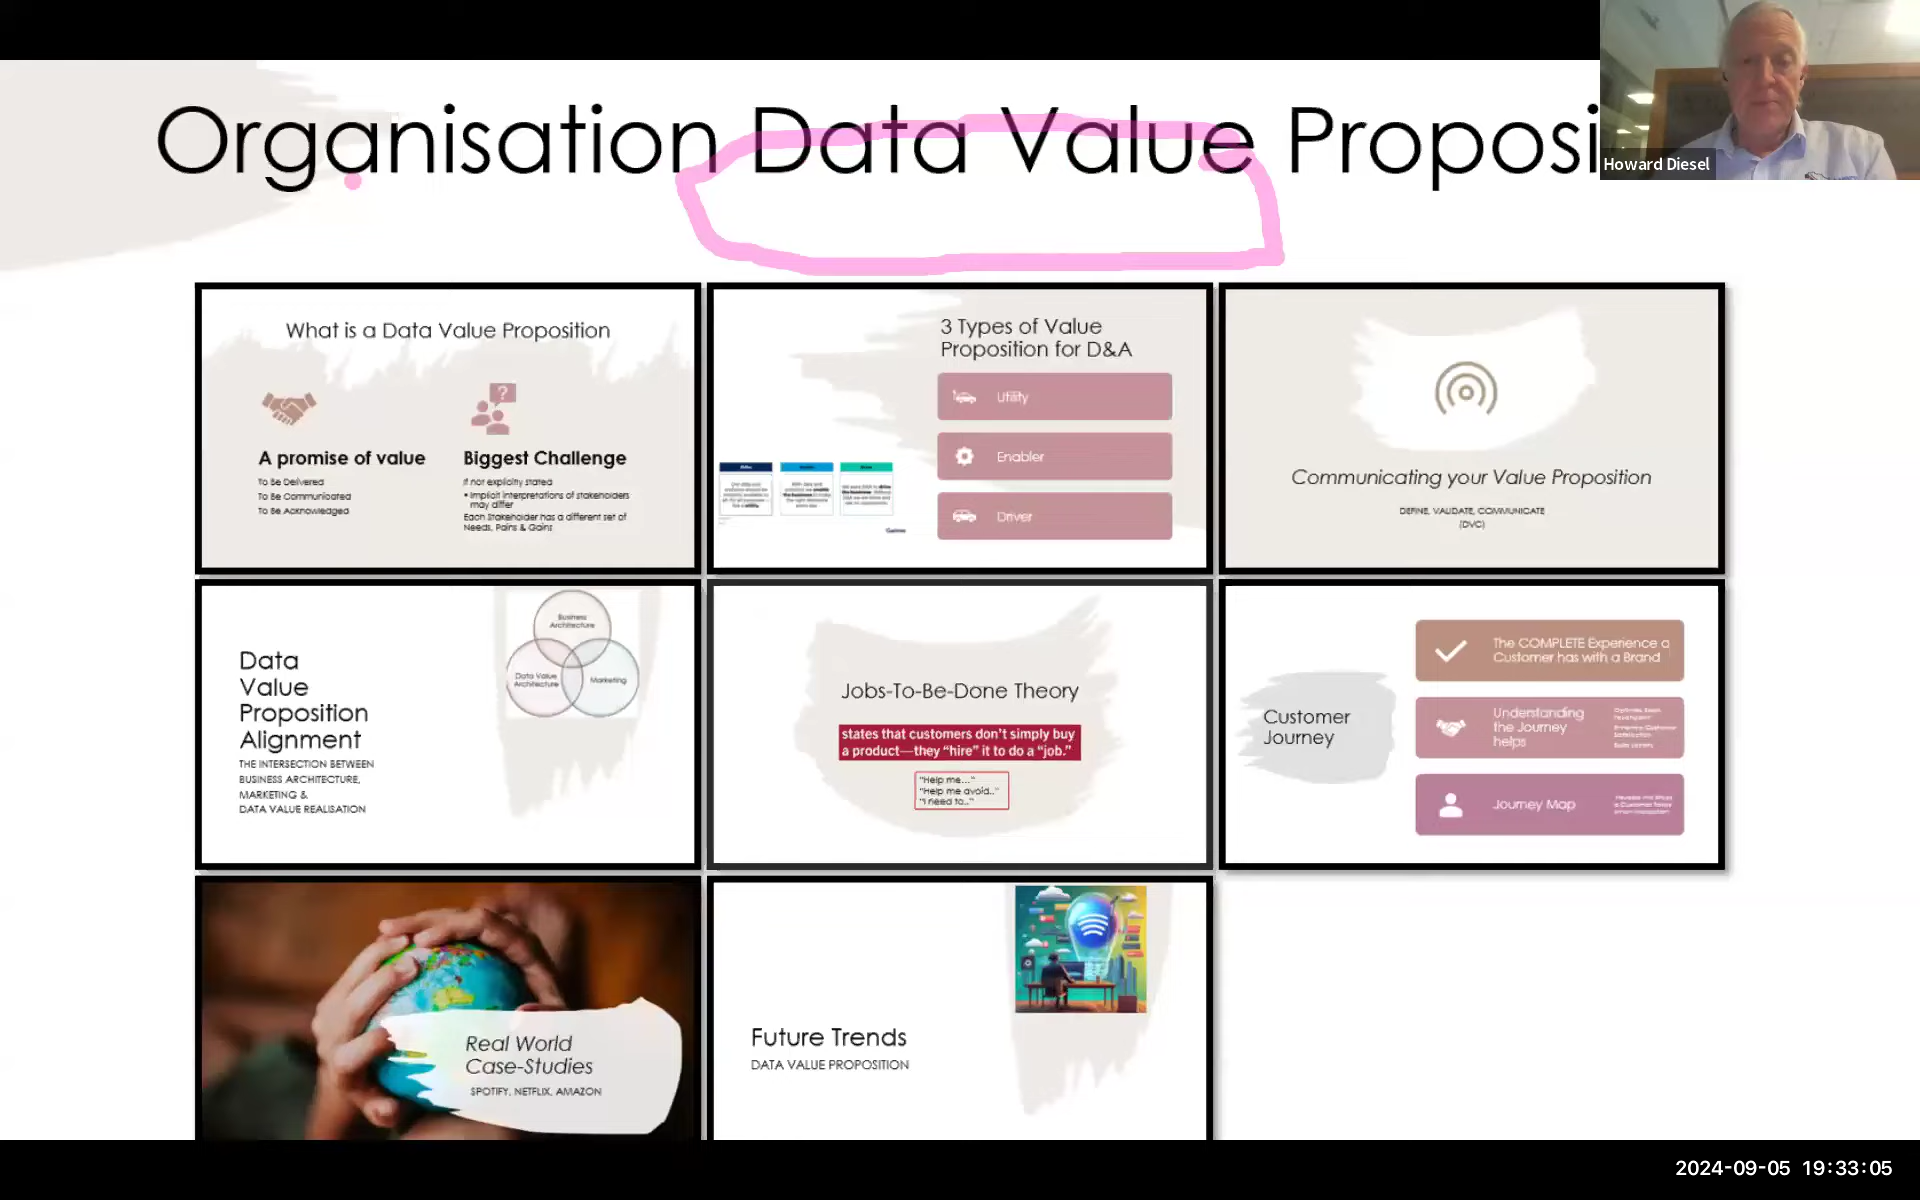 Organisation Data Value Proposi
Howard Diesel
What is a Data Value Proposition
A promise of value
To Be Delivered
To Be Communicated
To Be Acknowledged
Biggest Challenge
If not explicitly stated
• Implicit interpretations of stakeholders
may differ
Each Stakeholder has a different set of
Needs, Pains & Gains
3 Types of Value
Proposition for D&A
Utility
Enabler
Driver
Gartner
Communicating your Value Proposition
DEFINE, VALIDATE, COMMUNICATE
(DVC)
Data
Value
Proposition
Alignment
THE INTERSECTION BETWEEN
BUSINESS ARCHITECTURE,
MARKETING &
DATA VALUE REALISATION
Business
Architecture
Data Value
Architecture
Marketing
Jobs-To-Be-Done Theory
states that customers don't simply buy
a product—they "hire" it to do a "job."
"Help me..."
"Help me avoid.."
"I need to.."
Customer
Journey
The COMPLETE Experience a
Customer has with a Brand
Understanding
the Journey
helps
Journey Map
Real World
Case-Studies
SPOTIFY, NETFLIX, AMAZON
Future Trends
DATA VALUE PROPOSITION
2024-09-05 19:33:05